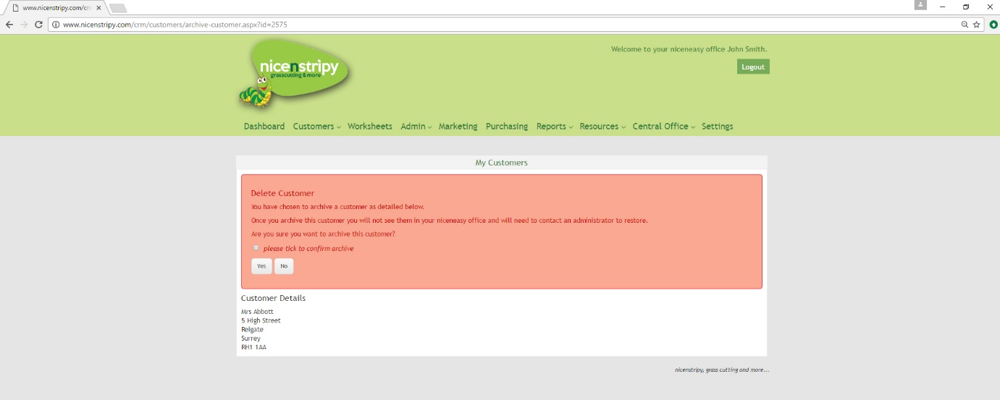 www.nicenstripy.com/crm
www.nicenstripy.com/crm/customers/archive-customer.aspx?id=2575
nicenstripy
grasscutting & more
Welcome to your niceneasy office John Smith.
Logout
Dashboard Customers Worksheets Admin Marketing Purchasing Reports Resources Central Office Settings
My Customers
Delete Customer
You have chosen to archive a customer as detailed below.
Once you archive this customer you will not see them in your niceneasy office and will need to contact an administrator to restore.
Are you sure you want to archive this customer?
please tick to confirm archive
Yes No
Customer Details
Mrs Abbott
5 High Street
Reigate
Surrey
RH1 1AA
nicenstripy, grass cutting and more...